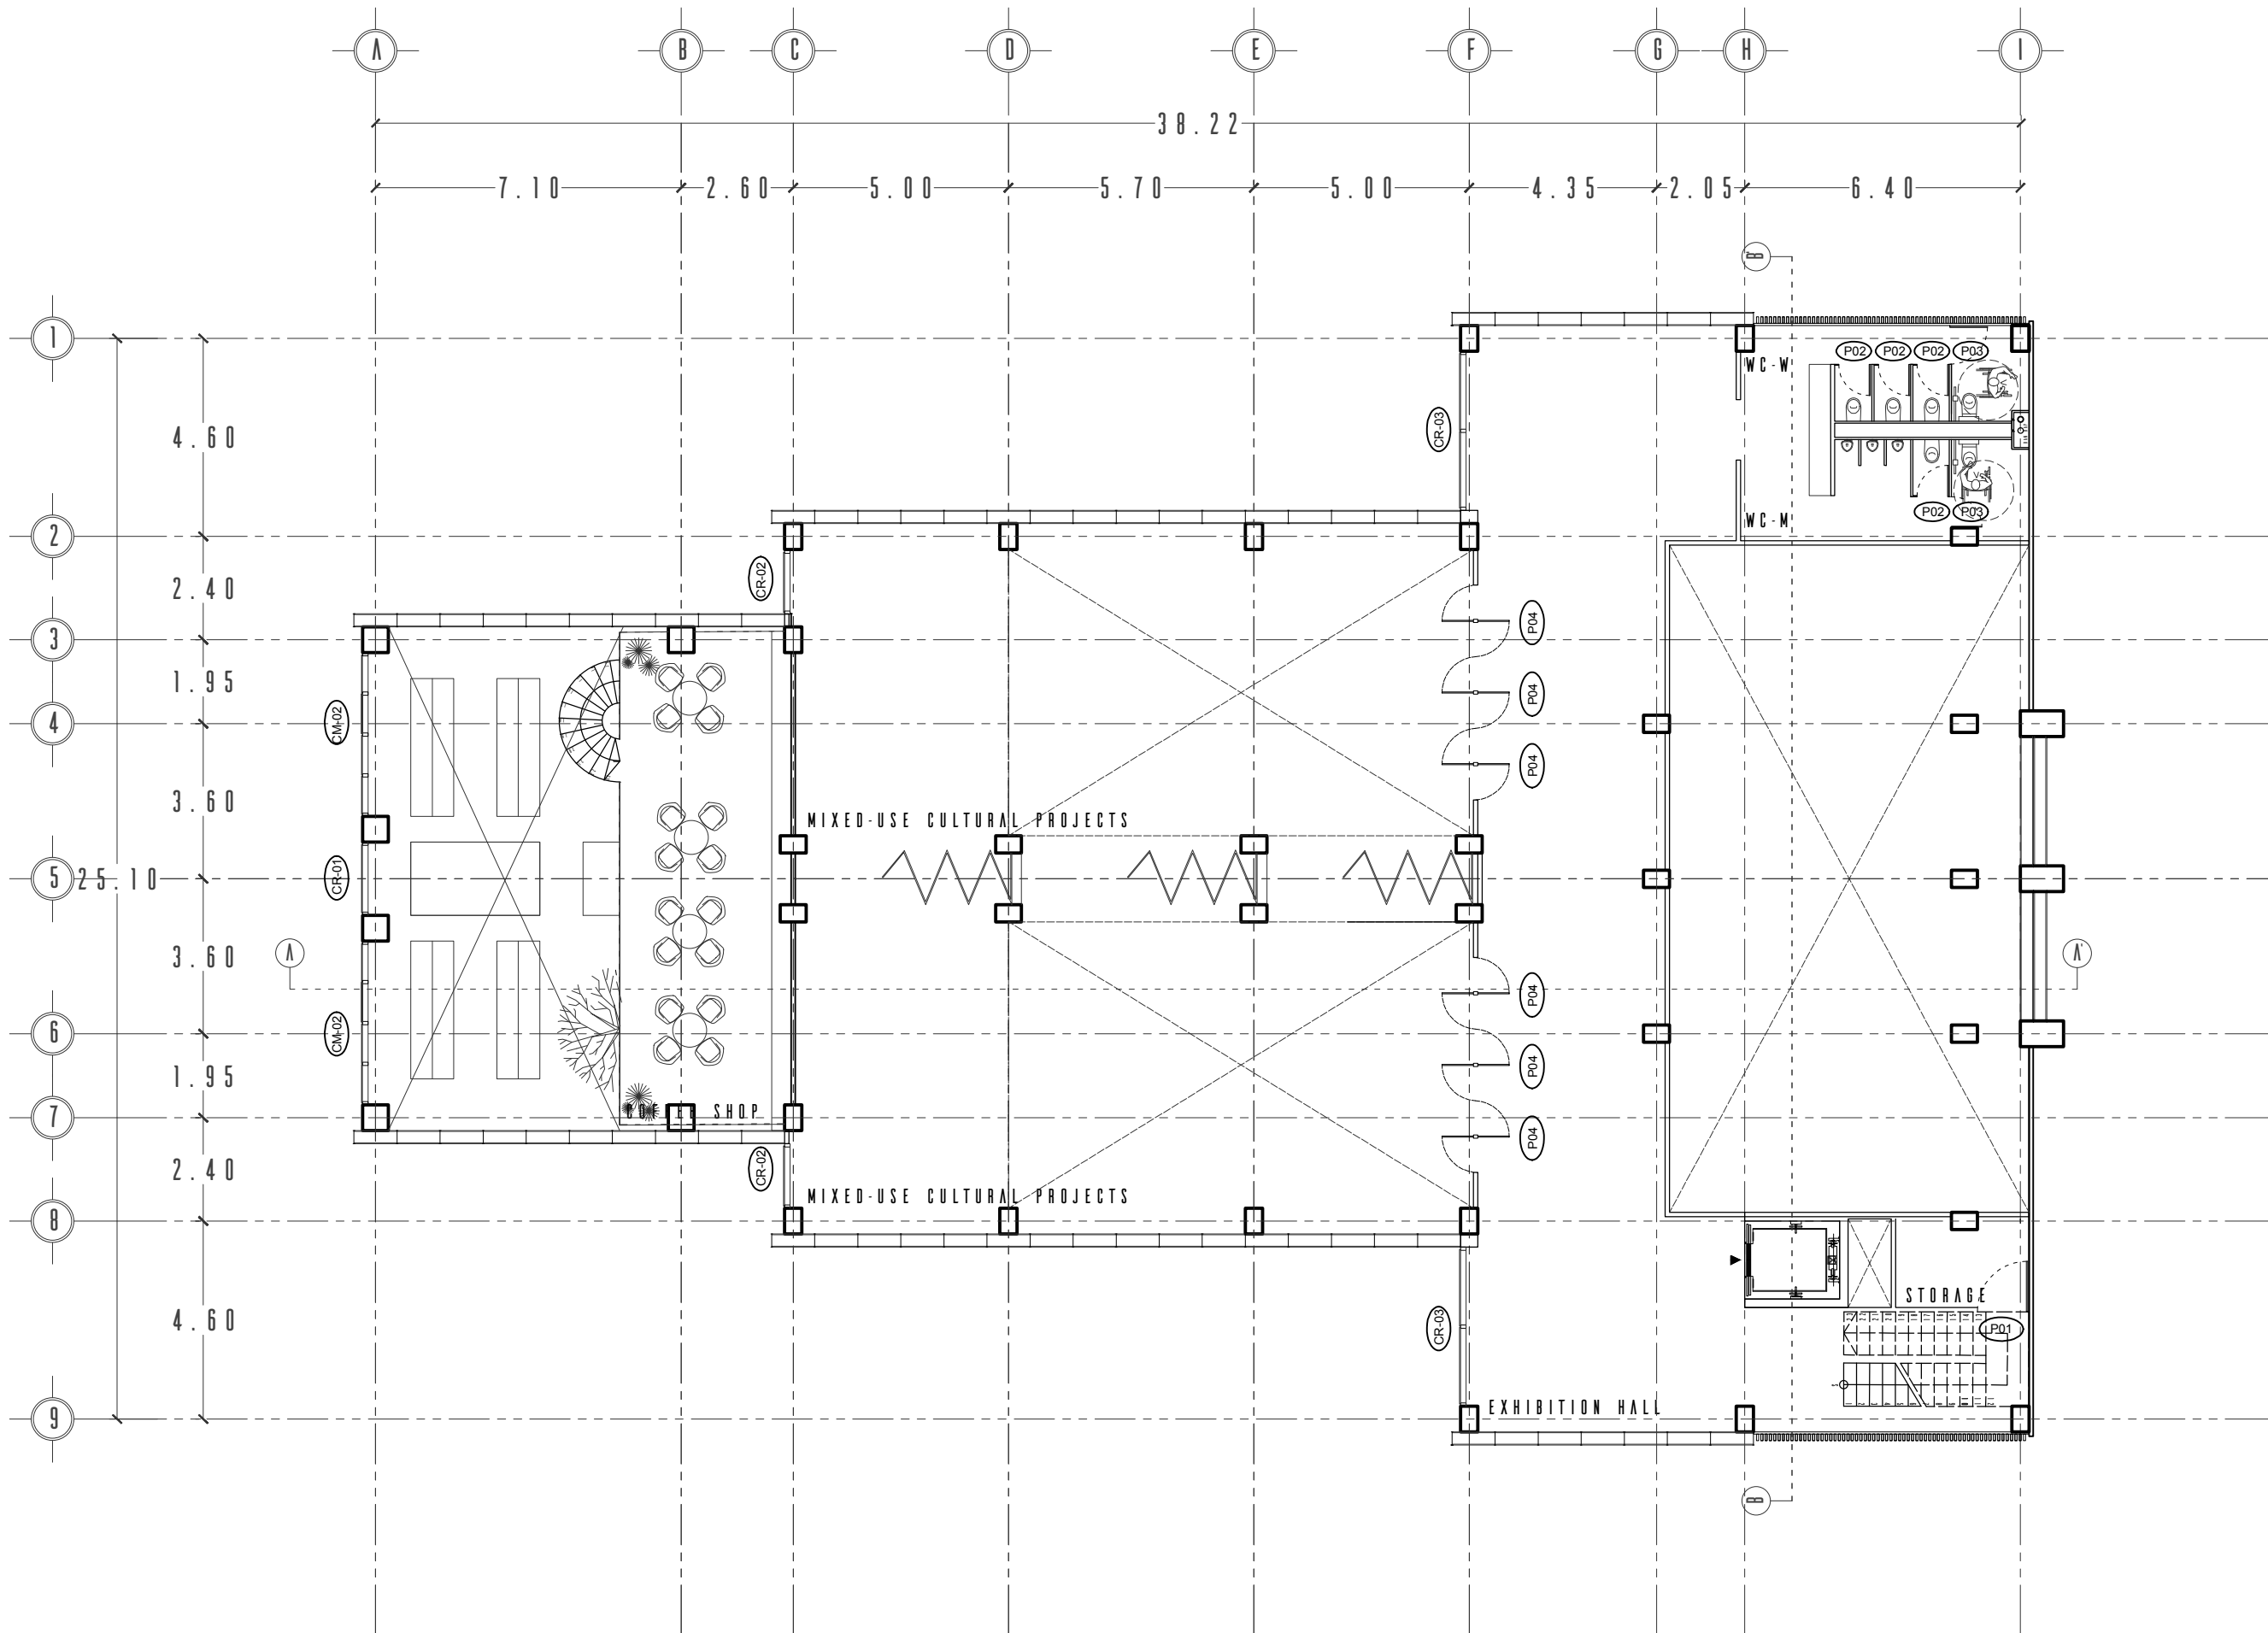 A B C D E F G H I
38.22
7.10 2.60 5.00 5.70 5.00 4.35 2.05 6.40
B'
1
P02 P02 P02 P03
WC-W
4.60
CR-03
P02 P03
WC-M
2
CR-02
2.40
P04
3
1.95
P04
4
CM-02
P04
3.60
MIXED-USE CULTURAL PROJECTS
5
25.10
CR-01
3.60
A
A'
P04
6
CM-02
P04
1.95
7
COFFEE SHOP
P04
2.40
CR-02
MIXED-USE CULTURAL PROJECTS
8
STORAGE
4.60
CR-03
P01
EXHIBITION HALL
9
B